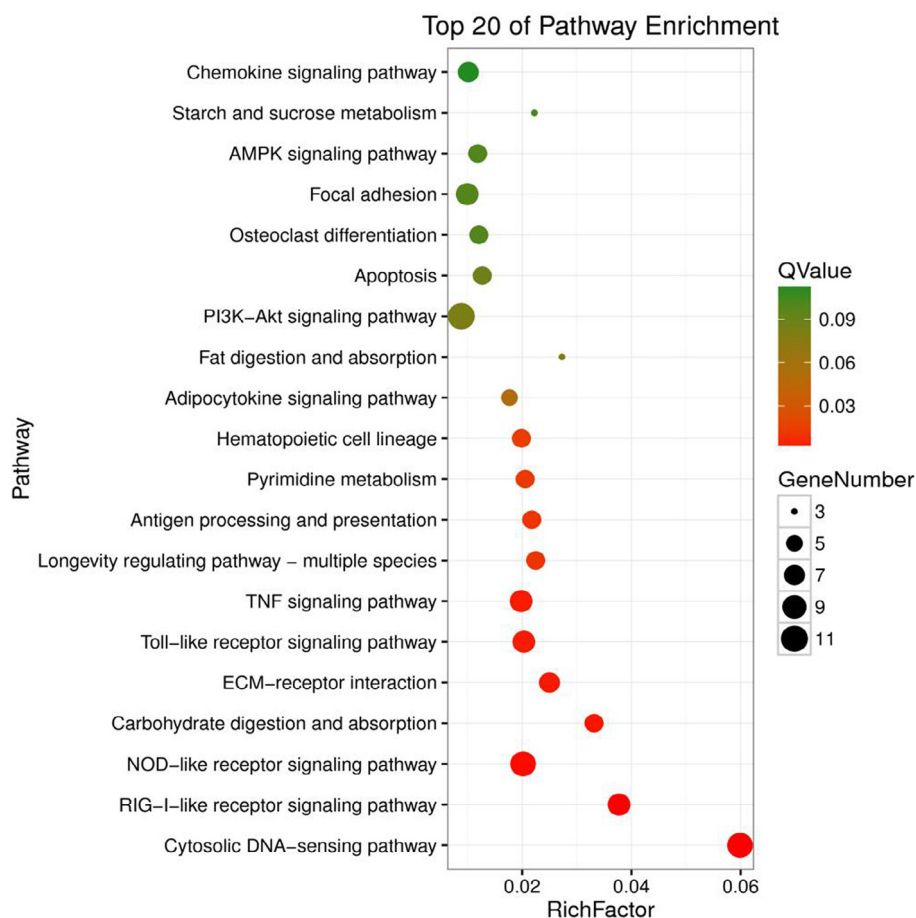 Top 20 of Pathway Enrichment
Pathway
Chemokine signaling pathway
Starch and sucrose metabolism
AMPK signaling pathway
Focal adhesion
Osteoclast differentiation
Apoptosis
PI3K−Akt signaling pathway
Fat digestion and absorption
Adipocytokine signaling pathway
Hematopoietic cell lineage
Pyrimidine metabolism
Antigen processing and presentation
Longevity regulating pathway − multiple species
TNF signaling pathway
Toll−like receptor signaling pathway
ECM−receptor interaction
Carbohydrate digestion and absorption
NOD−like receptor signaling pathway
RIG−I−like receptor signaling pathway
Cytosolic DNA−sensing pathway
0.02 0.04 0.06
RichFactor
QValue
0.09
0.06
0.03
GeneNumber
3
5
7
9
11